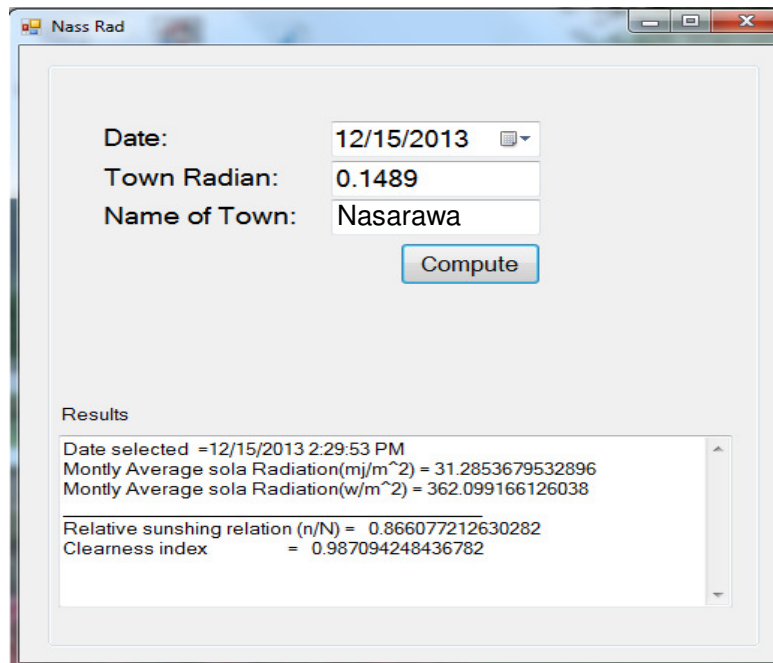 Nass Rad
Date: 12/15/2013
Town Radian: 0.1489
Name of Town: Nasarawa
Compute
Results
Date selected =12/15/2013 2:29:53 PM
Montly Average sola Radiation(mj/m^2) = 31.2853679532896
Montly Average sola Radiation(w/m^2) = 362.099166126038
Relative sunshing relation (n/N) = 0.866077212630282
Clearness index = 0.987094248436782